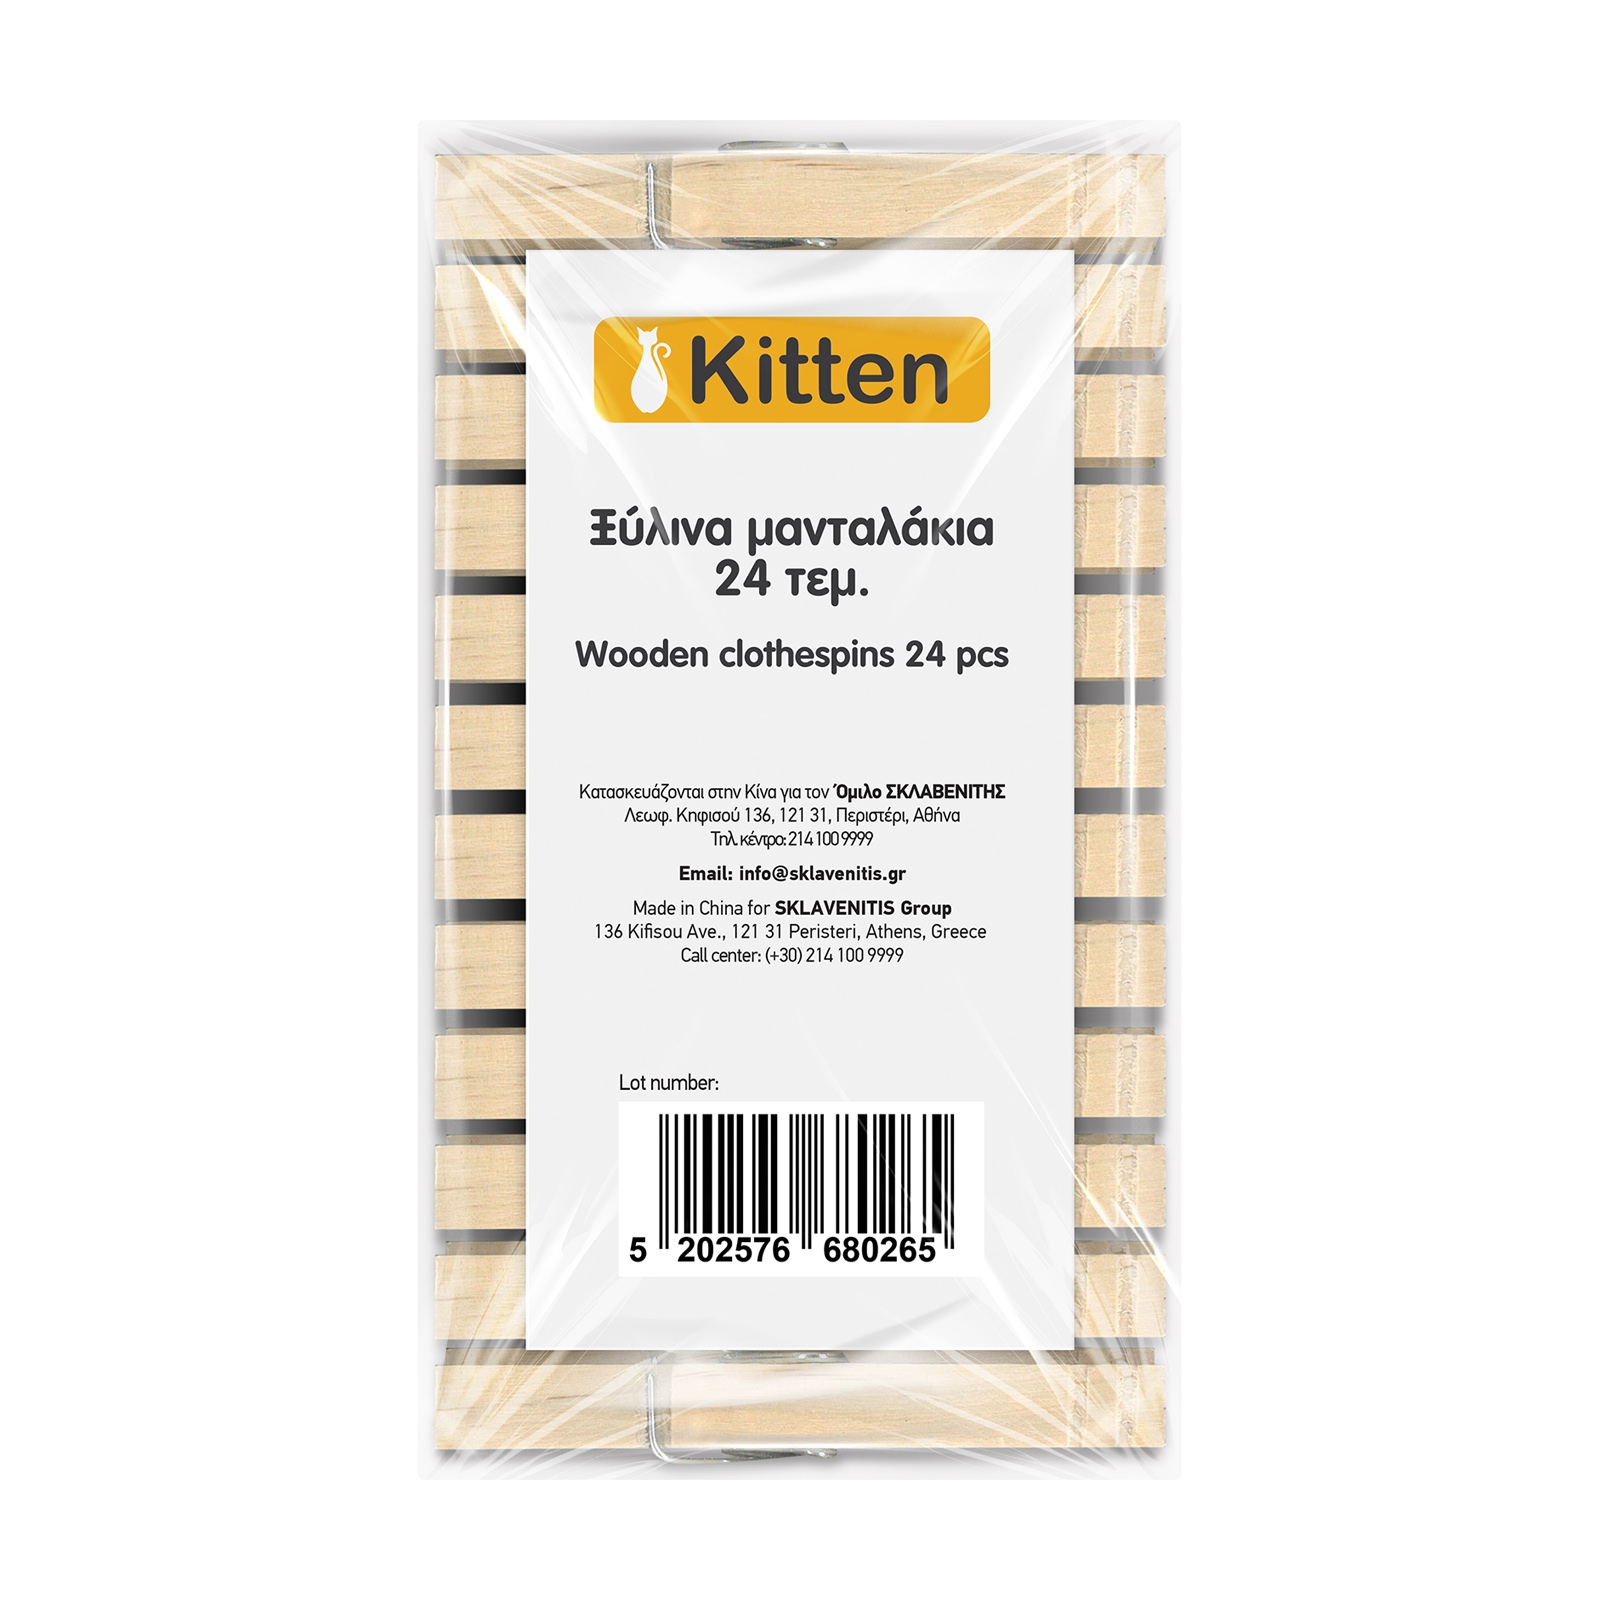 Kitten
Ξύλινα μανταλάκια
24 τεμ.
Wooden clothespins 24 pcs
Κατασκευάζονται στην Κίνα για τον Όμιλο ΣΚΛΑΒΕΝΙΤΗΣ
Λεωφ. Κηφισού 136, 121 31, Περιστέρι, Αθήνα
Τηλ. κέντρο: 214 100 9999
Email: info@sklavenitis.gr
Made in China for SKLAVENITIS Group
136 Kifisou Ave., 121 31 Peristeri, Athens, Greece
Call center: (+30) 214 100 9999
Lot number:
5 202576 680265